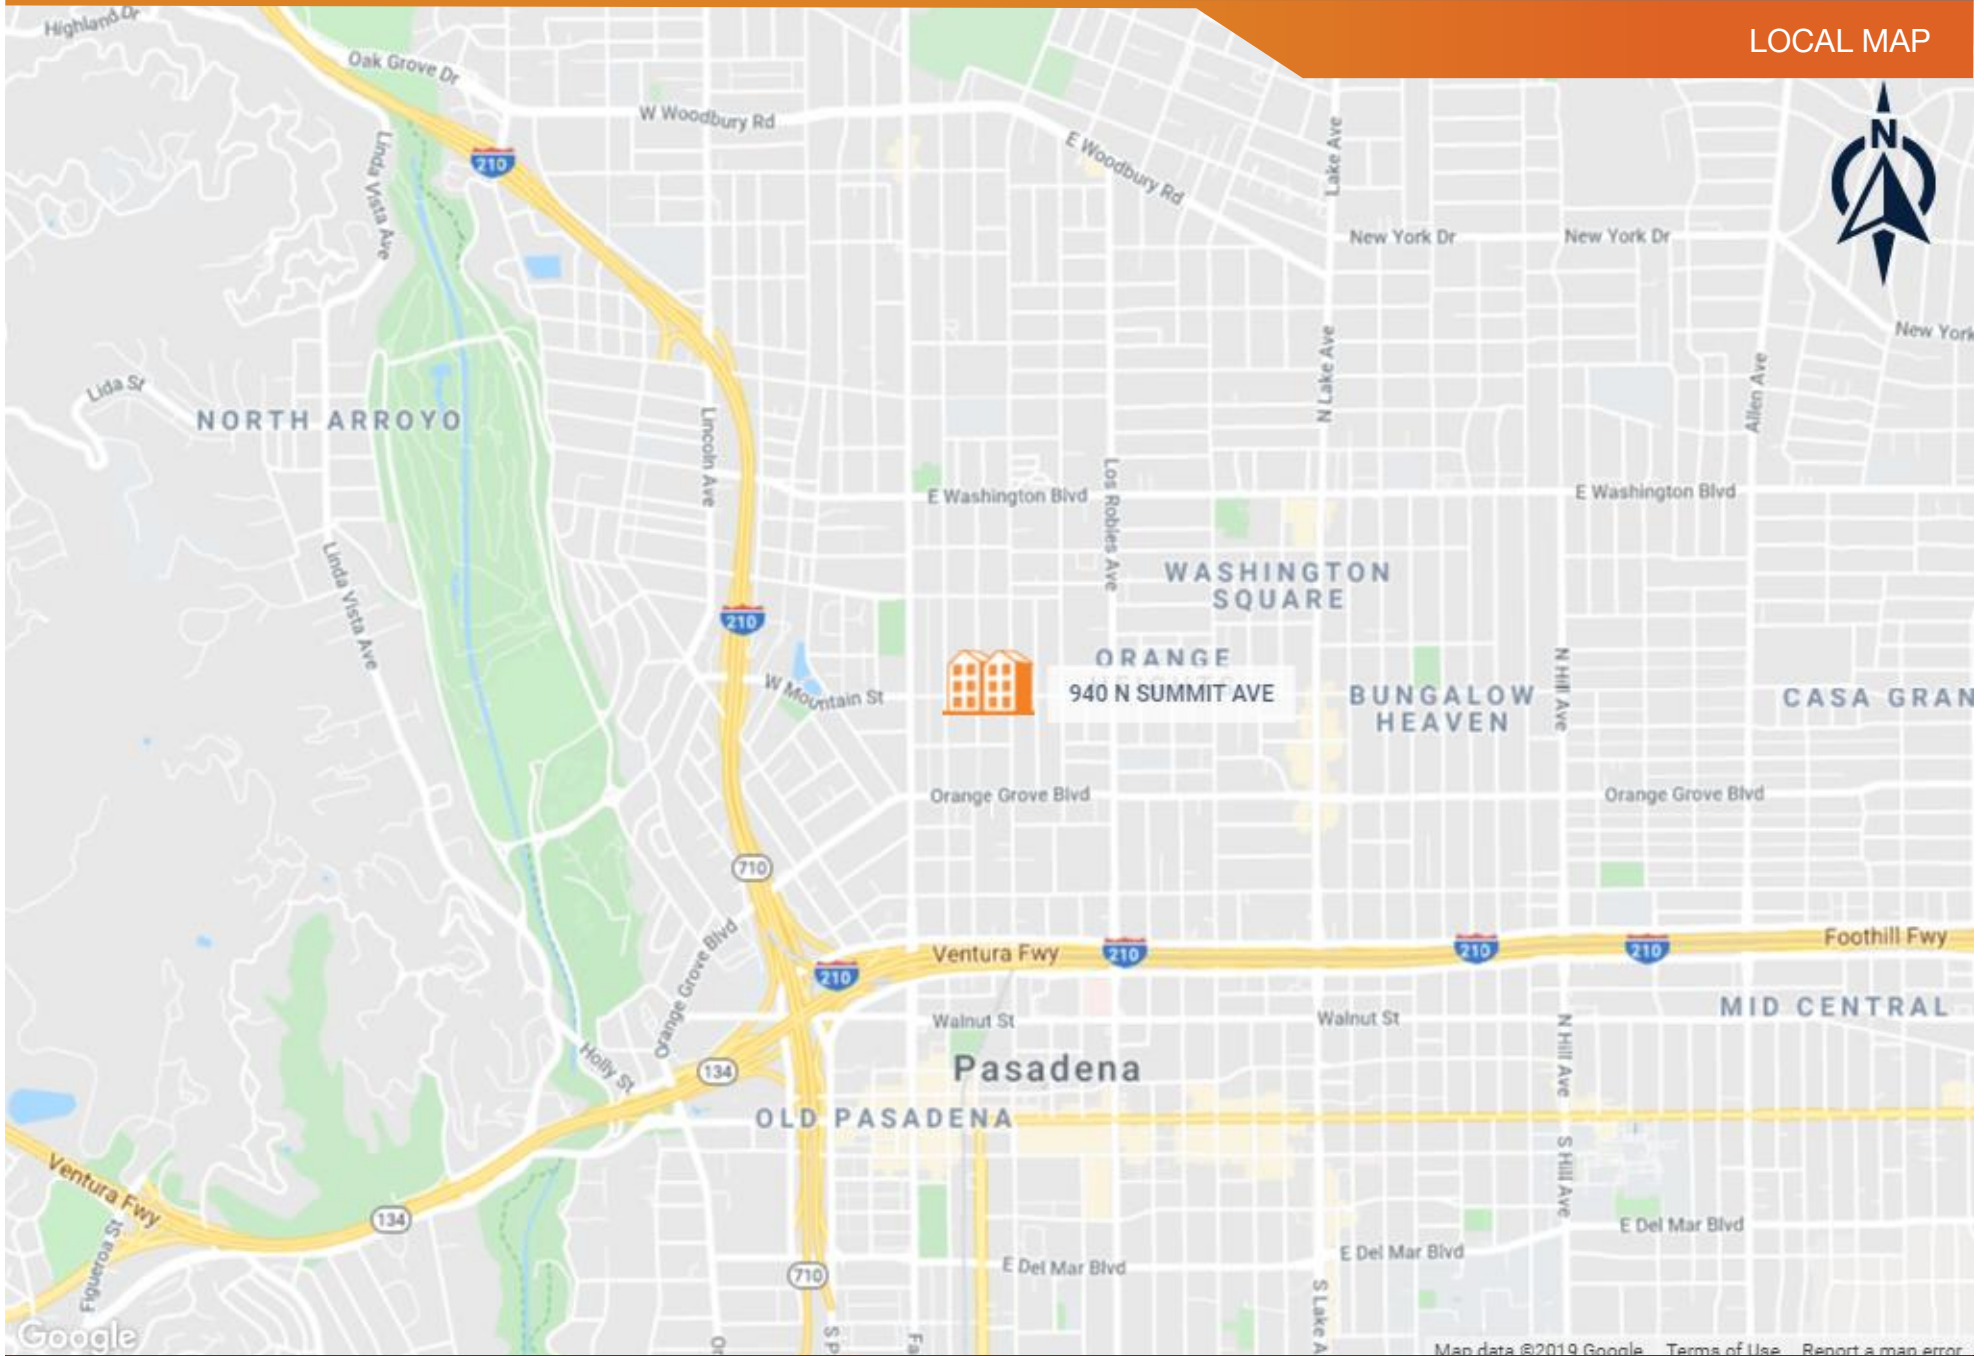 LOCAL MAP
Highland Dr
Oak Grove Dr
W Woodbury Rd
E Woodbury Rd
Lake Ave
N
210
Linda Vista Ave
New York Dr
New York Dr
New York
Lida St
NORTH ARROYO
Lincoln Ave
N Lake Ave
Allen Ave
E Washington Blvd
Los Robles Ave
E Washington Blvd
WASHINGTON
SQUARE
Linda Vista Ave
210
W Mountain St
ORANGE
940 N SUMMIT AVE
BUNGALOW
HEAVEN
N Hill Ave
CASA GRAN
Orange Grove Blvd
Orange Grove Blvd
710
Orange Grove Blvd
210
Ventura Fwy
210
210
210
Foothill Fwy
Walnut St
Walnut St
N Hill Ave
MID CENTRAL
Holly St
134
Pasadena
OLD PASADENA
Ventura Fwy
Figueroa St
134
S Hill Ave
E Del Mar Blvd
E Del Mar Blvd
E Del Mar Blvd
710
S Lake A
Or
S P
Fa
Google
Map data ©2019 Google Terms of Use Report a map error